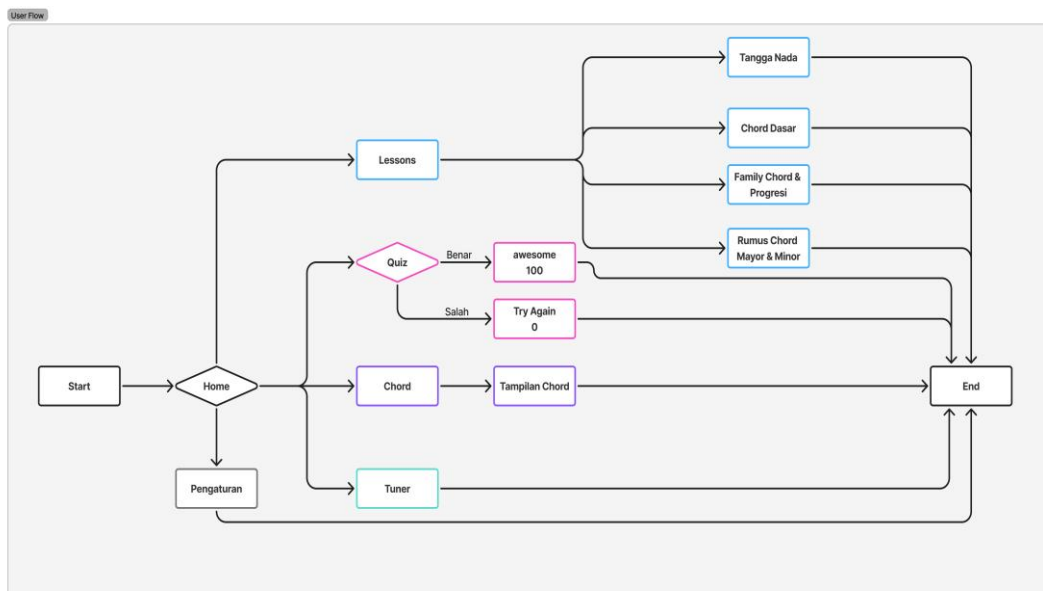 User Flow
Tangga Nada
Chord Dasar
Lessons
Family Chord &
Progresi
Rumus Chord
Mayor & Minor
Quiz
Benar
awesome
100
Salah
Try Again
0
Start
Home
Chord
Tampilan Chord
End
Pengaturan
Tuner